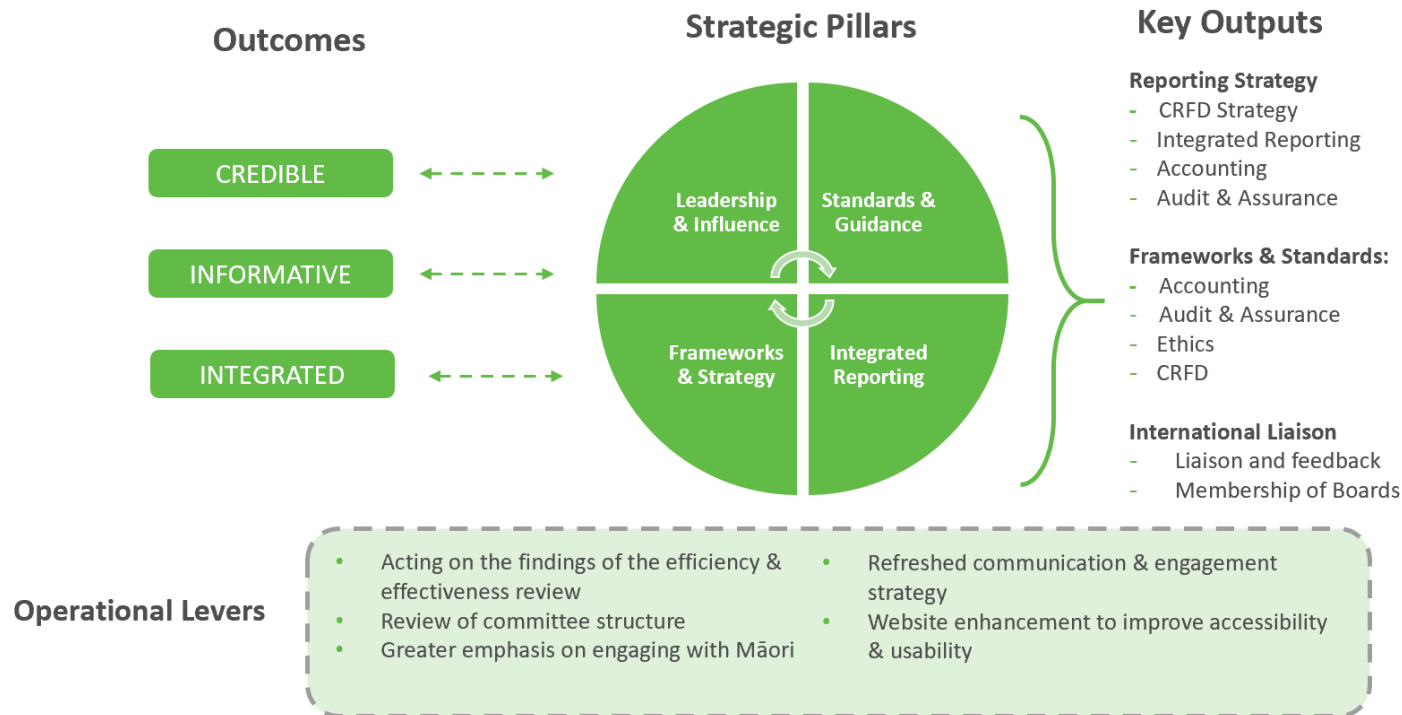 Outcomes
CREDIBLE
INFORMATIVE
INTEGRATED
Strategic Pillars
Leadership
& Influence
Standards &
Guidance
Frameworks
& Strategy
Integrated
Reporting
Key Outputs
Reporting Strategy
- CRFD Strategy
- Integrated Reporting
- Accounting
- Audit & Assurance
Frameworks & Standards:
- Accounting
- Audit & Assurance
- Ethics
- CRFD
International Liaison
- Liaison and feedback
- Membership of Boards
Operational Levers
• Acting on the findings of the efficiency &
effectiveness review
• Review of committee structure
• Greater emphasis on engaging with Māori
• Refreshed communication & engagement
strategy
• Website enhancement to improve accessibility
& usability